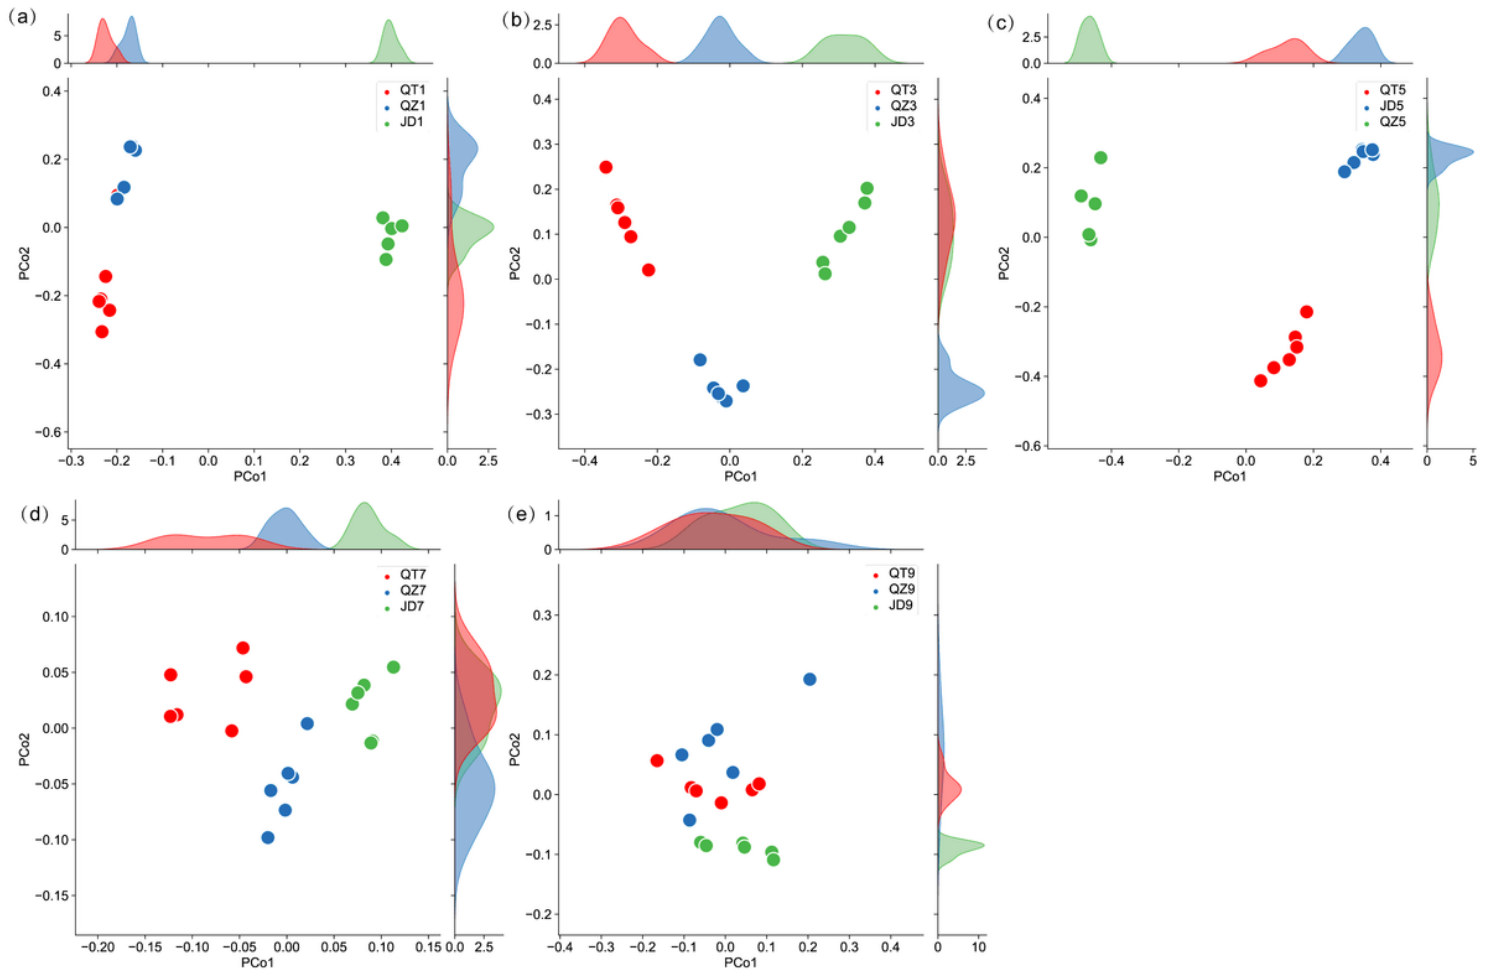 (a)
5
0
QT1
QZ1
JD1
0.4
0.2
0.0
−0.2
−0.4
−0.6
PCo2
−0.3 −0.2 −0.1 0.0 0.1 0.2 0.3 0.4
PCo1
0.0 2.5
(b)
2.5
0.0
QT3
QZ3
JD3
0.4
0.3
0.2
0.1
0.0
−0.1
−0.2
−0.3
PCo2
−0.4 −0.2 0.0 0.2 0.4
PCo1
0.0 2.5
(c)
2.5
0.0
QT5
JD5
QZ5
0.4
0.2
0.0
−0.2
−0.4
−0.6
PCo2
−0.4 −0.2 0.0 0.2 0.4
PCo1
0 5
(d)
5
0
QT7
QZ7
JD7
0.10
0.05
0.00
−0.05
−0.10
−0.15
PCo2
−0.20 −0.15 −0.10 −0.05 0.00 0.05 0.10 0.15
PCo1
0.0 2.5
(e)
1
0
QT9
QZ9
JD9
0.3
0.2
0.1
0.0
−0.1
−0.2
PCo2
−0.4 −0.3 −0.2 −0.1 0.0 0.1 0.2 0.3 0.4
PCo1
0 10